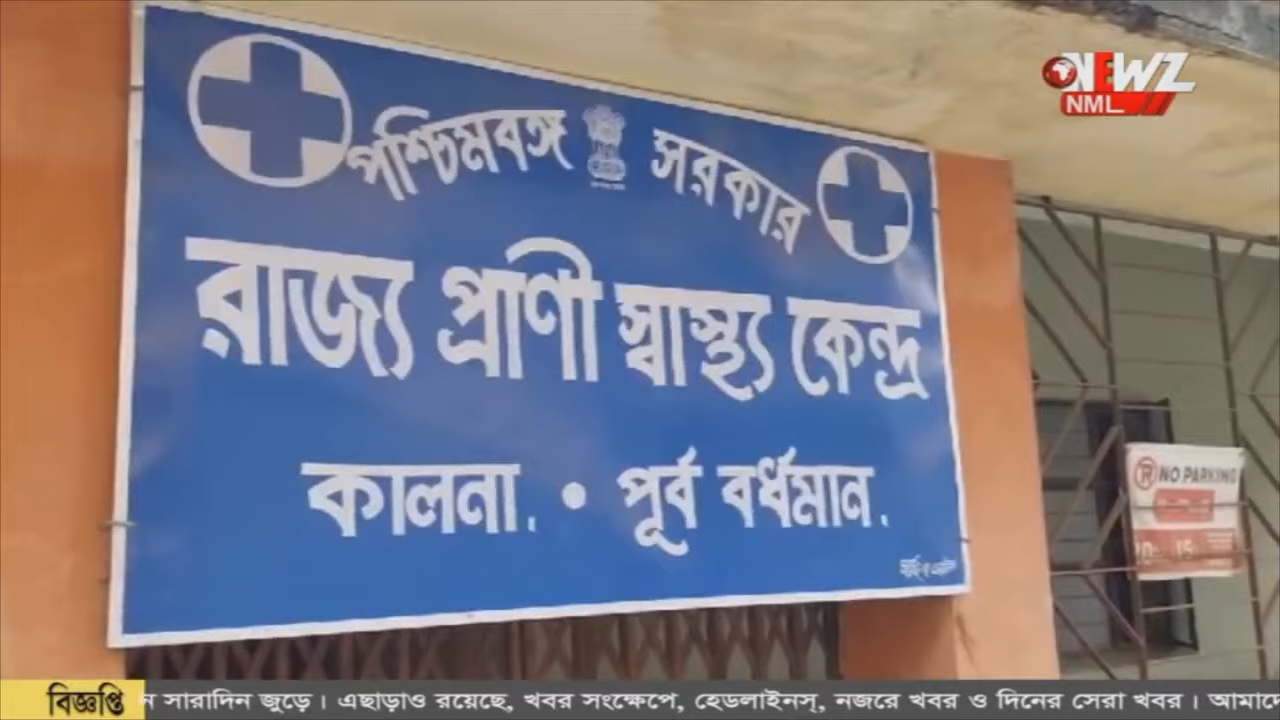 NEWZ
NML
পশ্চিমবঙ্গ সরকার
রাজ্য প্রাণী স্বাস্থ্য কেন্দ্র
কালনা. • পূর্ব বর্ধমান.
NO PARKING
বিজ্ঞপ্তি
ন সারাদিন জুড়ে। এছাড়াও রয়েছে, খবর সংক্ষেপে, হেডলাইনস্, নজরে খবর ও দিনের সেরা খবর। আমাদে